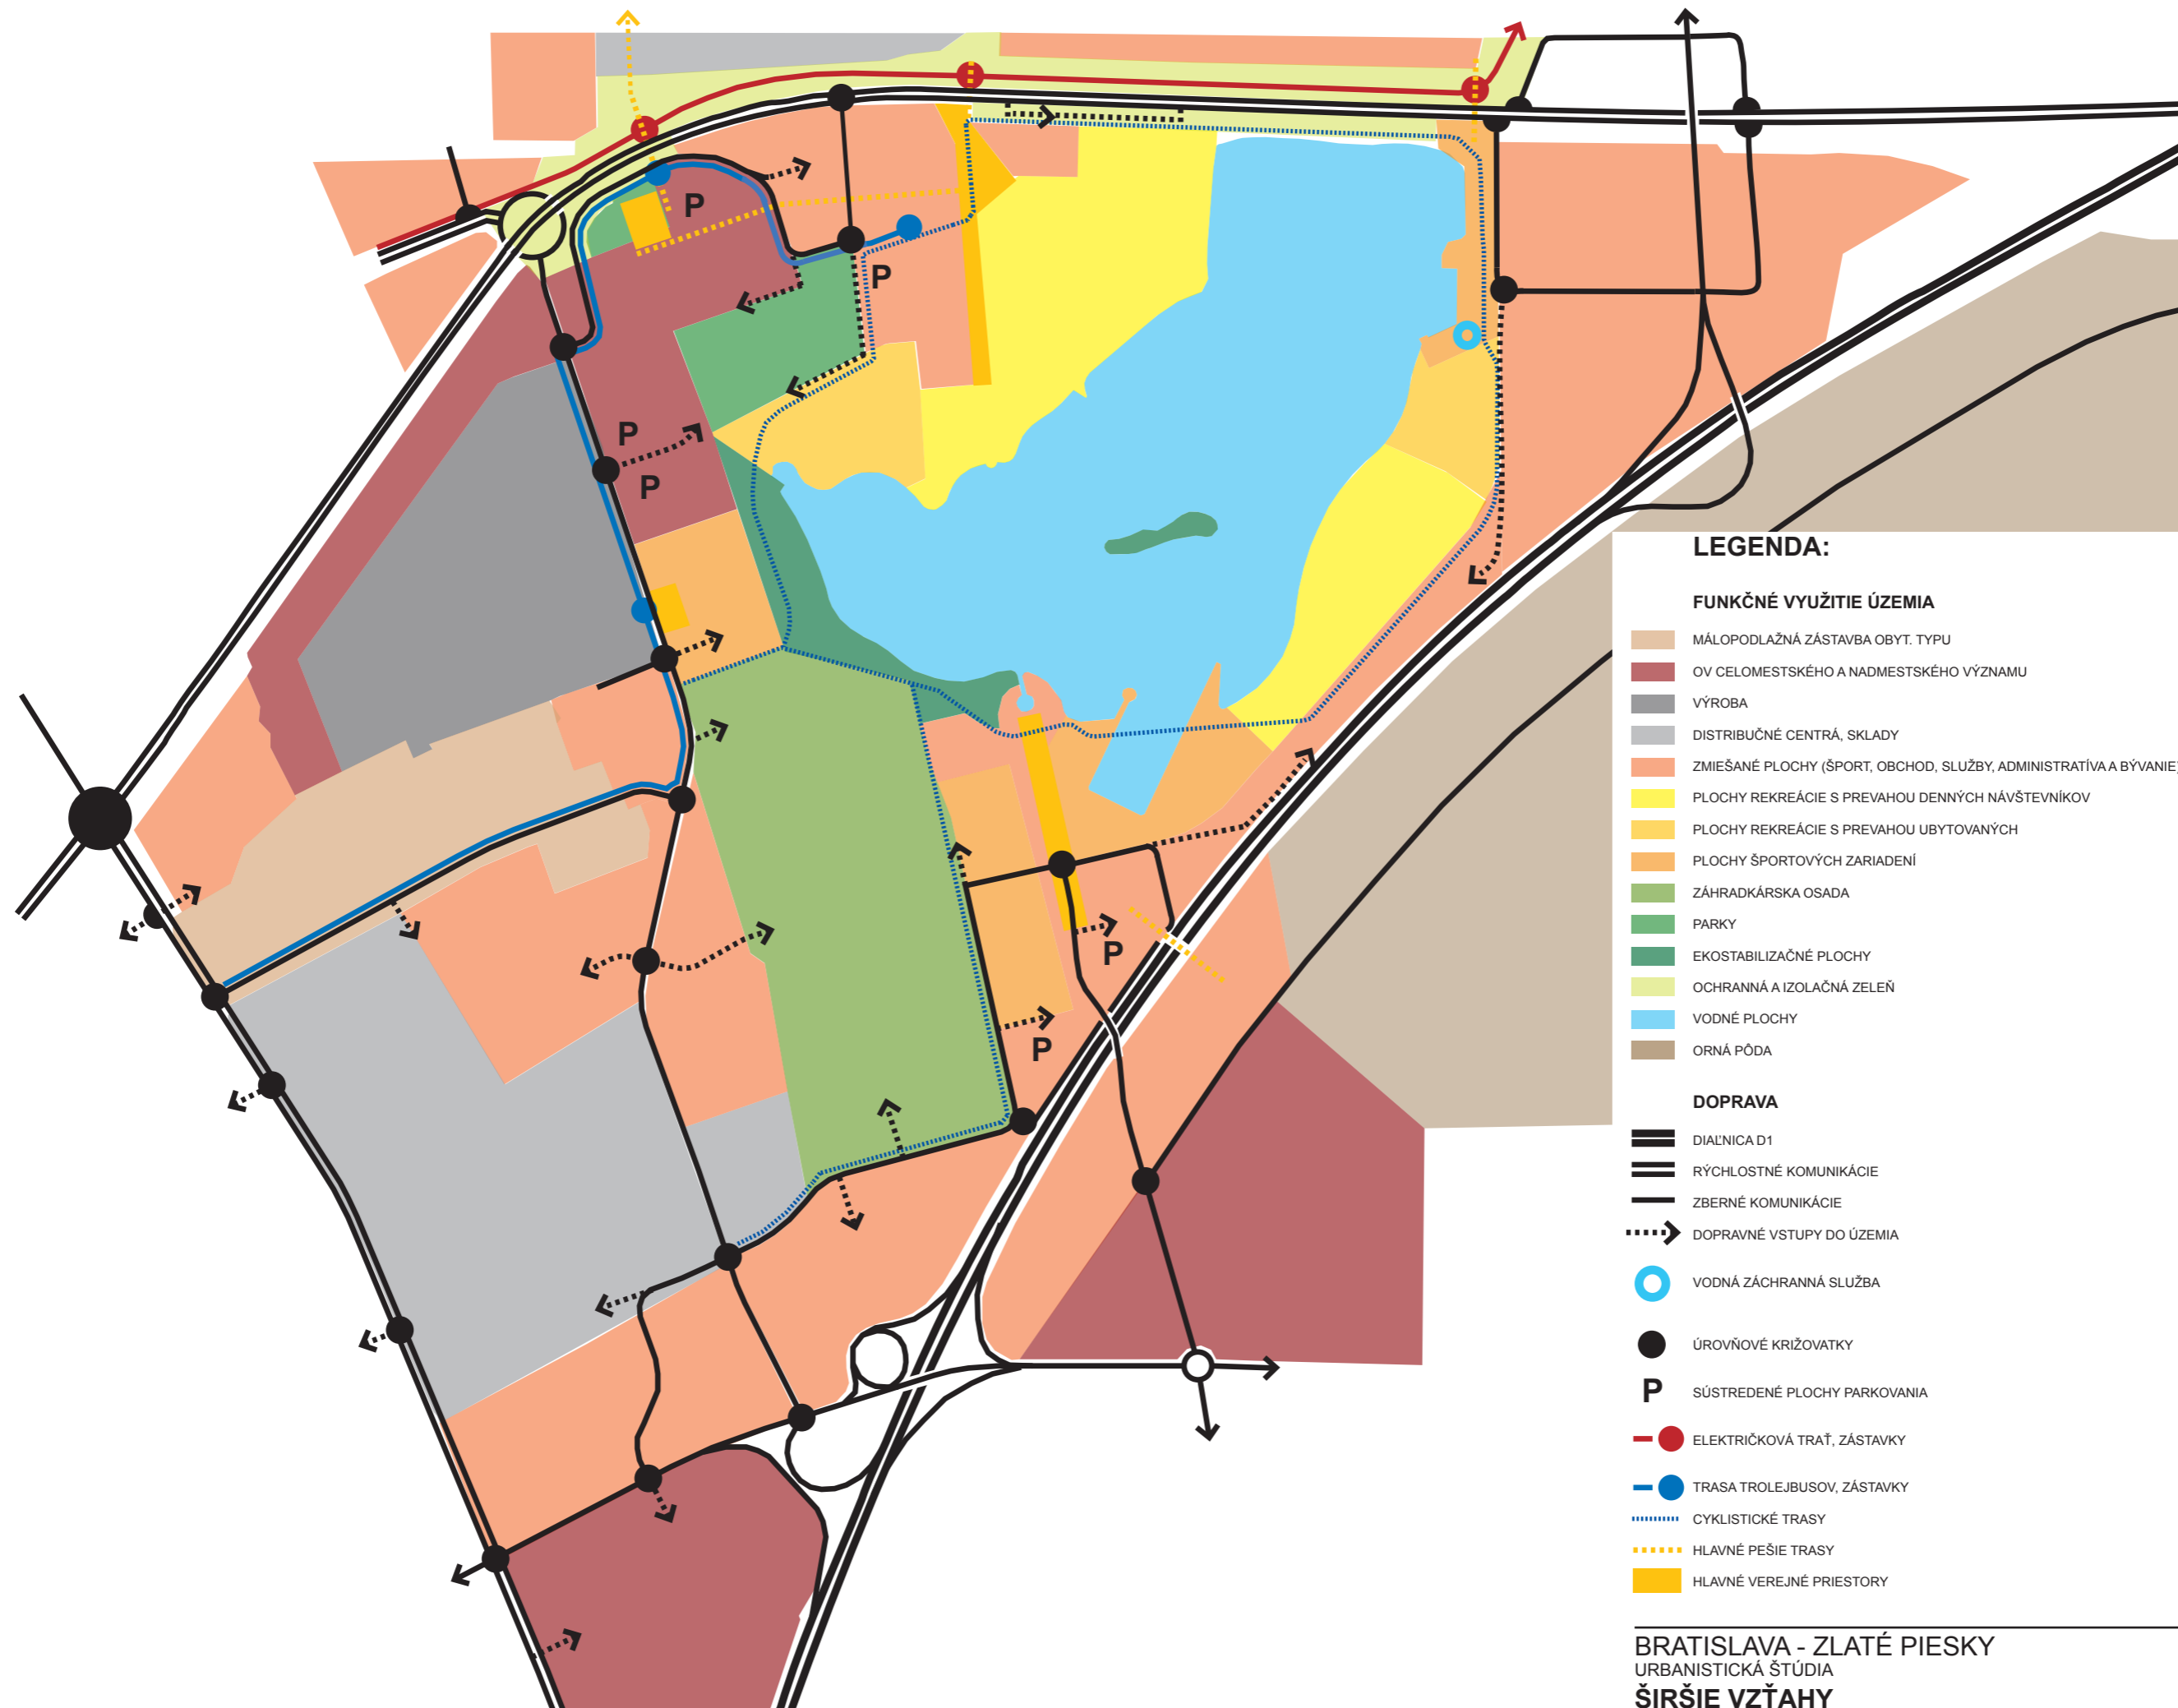 P
P
P
P
P
P
LEGENDA:
FUNKČNÉ VYUŽITIE ÚZEMIA
MÁLOPODLAŽNÁ ZÁSTAVBA OBYT. TYPU
OV CELOMESTSKÉHO A NADMESTSKÉHO VÝZNAMU
VÝROBA
DISTRIBUČNÉ CENTRÁ, SKLADY
ZMIEŠANÉ PLOCHY (ŠPORT, OBCHOD, SLUŽBY, ADMINISTRATÍVA A BÝVANIE)
PLOCHY REKREÁCIE S PREVAHOU DENNÝCH NÁVŠTEVNÍKOV
PLOCHY REKREÁCIE S PREVAHOU UBYTOVANÝCH
PLOCHY ŠPORTOVÝCH ZARIADENÍ
ZÁHRADKÁRSKA OSADA
PARKY
EKOSTABILIZAČNÉ PLOCHY
OCHRANNÁ A IZOLAČNÁ ZELEŇ
VODNÉ PLOCHY
ORNÁ PÔDA
DOPRAVA
DIAĽNICA D1
RÝCHLOSTNÉ KOMUNIKÁCIE
ZBERNÉ KOMUNIKÁCIE
DOPRAVNÉ VSTUPY DO ÚZEMIA
VODNÁ ZÁCHRANNÁ SLUŽBA
ÚROVŇOVÉ KRIŽOVATKY
P SÚSTREDENÉ PLOCHY PARKOVANIA
ELEKTRIČKOVÁ TRAŤ, ZÁSTAVKY
TRASA TROLEJBUSOV, ZÁSTAVKY
CYKLISTICKÉ TRASY
HLAVNÉ PEŠIE TRASY
HLAVNÉ VEREJNÉ PRIESTORY
BRATISLAVA - ZLATÉ PIESKY
URBANISTICKÁ ŠTÚDIA
ŠIRŠIE VZŤAHY